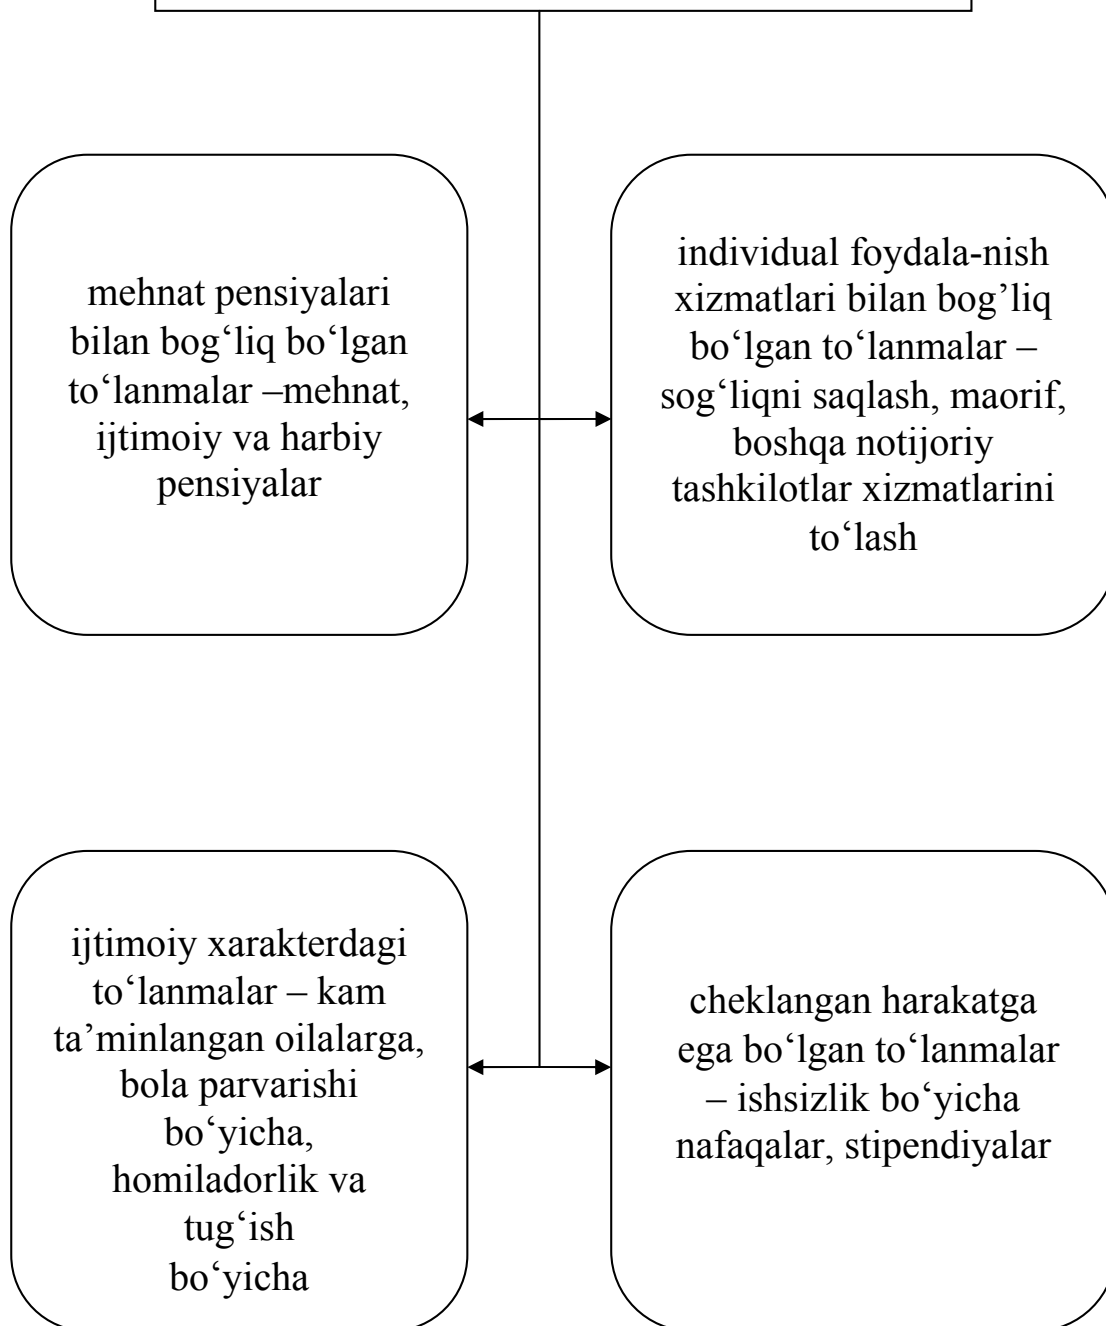 mehnat pensiyalari
bilan bog‘liq bo‘lgan
to‘lanmalar –mehnat,
ijtimoiy va harbiy
pensiyalar
individual foydala-nish
xizmatlari bilan bog’liq
bo‘lgan to‘lanmalar –
sog‘liqni saqlash, maorif,
boshqa notijoriy
tashkilotlar xizmatlarini
to‘lash
ijtimoiy xarakterdagi
to‘lanmalar – kam
ta’minlangan oilalarga,
bola parvarishi
bo‘yicha,
homiladorlik va
tug‘ish
bo‘yicha
cheklangan harakatga
ega bo‘lgan to‘lanmalar
– ishsizlik bo‘yicha
nafaqalar, stipendiyalar